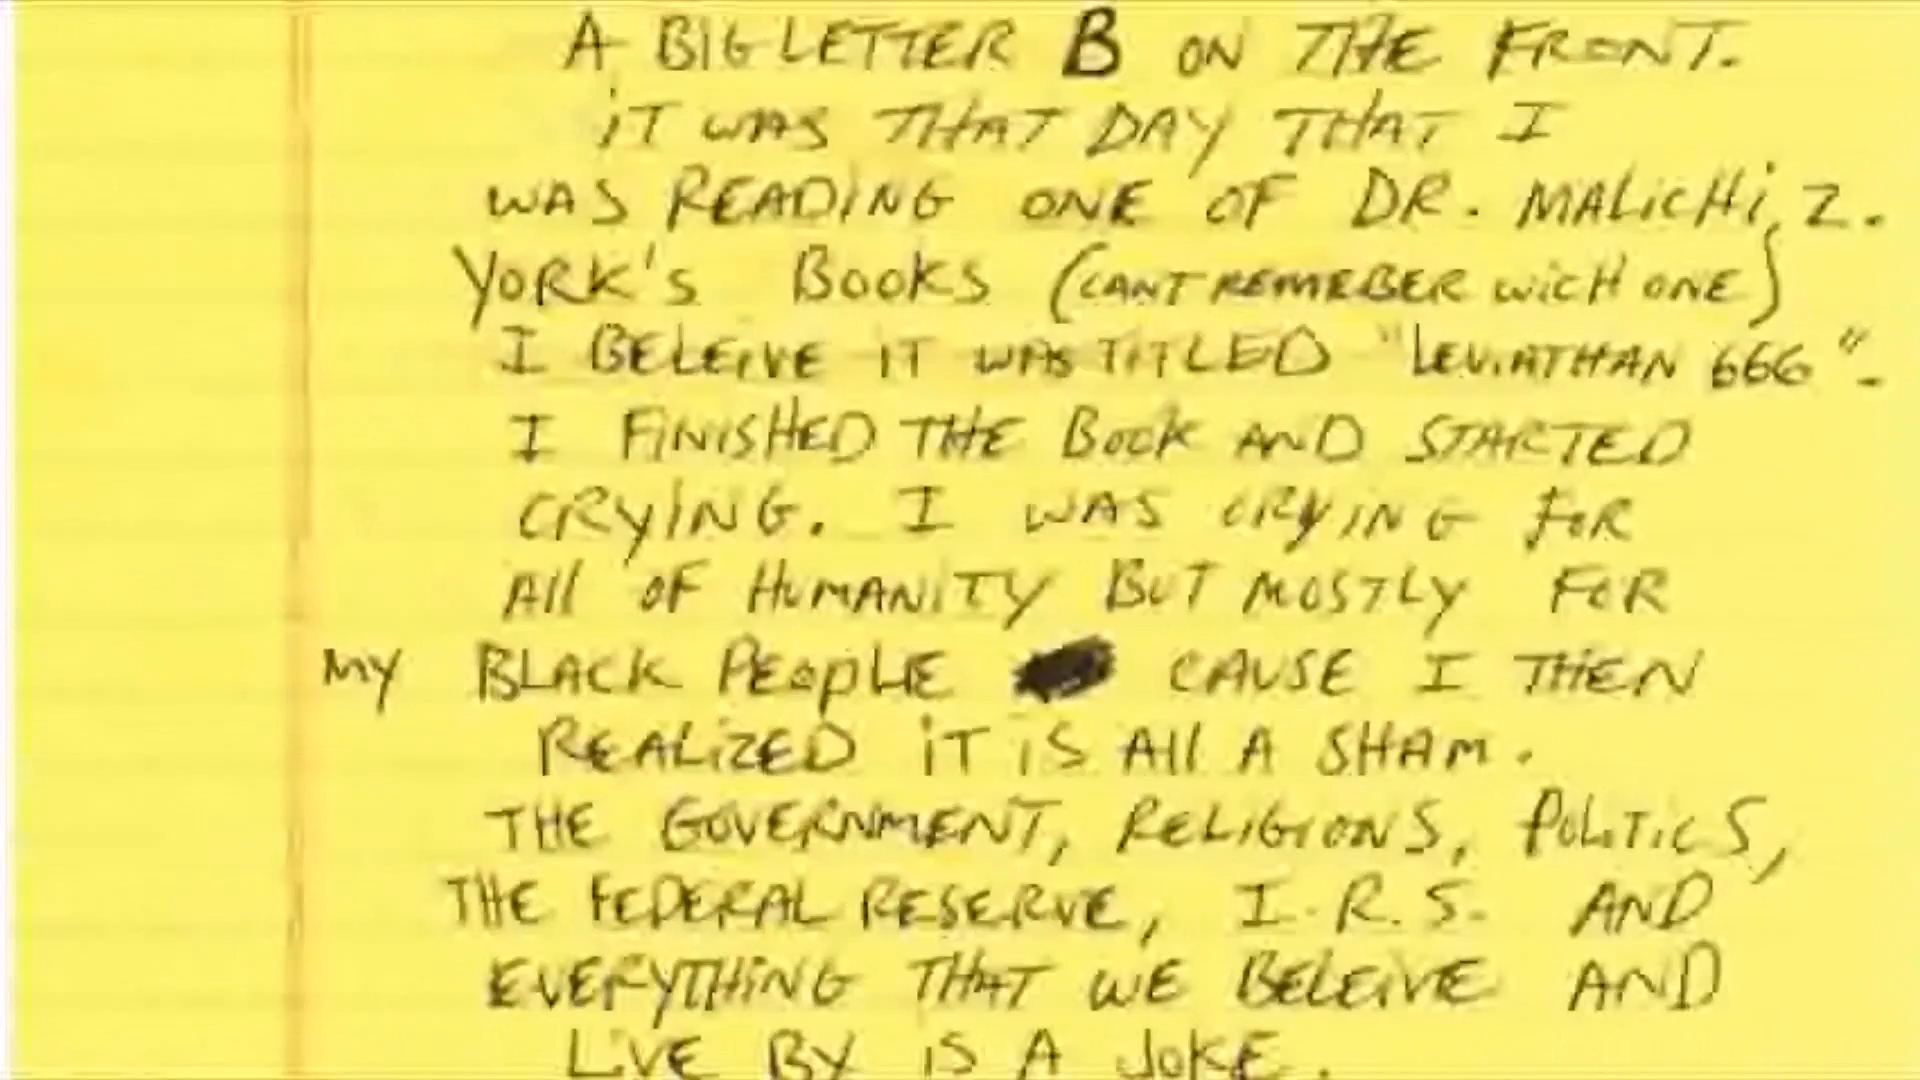 A BIG LETTER B ON THE FRONT.
IT WAS THAT DAY THAT I
WAS READING ONE OF DR. MALICHI Z.
YORK'S BOOKS (CANT REMEBER WICH ONE)
I BELEIVE IT WAS TITLED "LEVIATHAN 666".
I FINISHED THE BOOK AND STARTED
CRYING. I WAS CRYING FOR
All OF HUMANITY BUT MOSTLY FOR
MY BLACK PEOPLE CAUSE I THEN
REALIZED IT IS All A SHAM.
THE GOVERNMENT, RELIGIONS, POLITICS,
THE FEDERAL RESERVE, I.R.S. AND
EVERYTHING THAT WE BELEIVE AND
LIVE BY IS A JOKE.